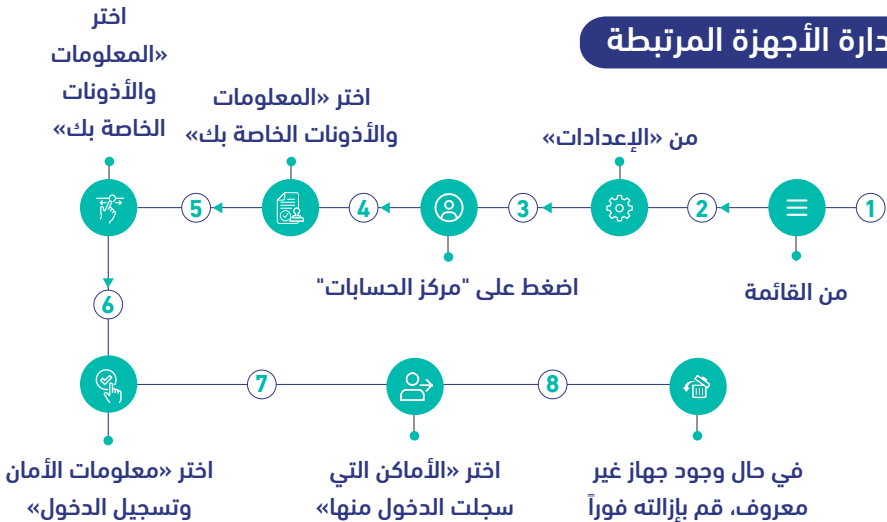 دارة الأجهزة المرتبطة
1
من القائمة
2
من «الإعدادات»
3
اضغط على "مركز الحسابات"
4
اختر «المعلومات
والأذونات الخاصة بك»
5
اختر
«المعلومات
والأذونات
الخاصة بك»
6
اختر «معلومات الأمان
وتسجيل الدخول»
7
اختر «الأماكن التي
سجلت الدخول منها»
8
في حال وجود جهاز غير
معروف، قم بإزالته فوراً